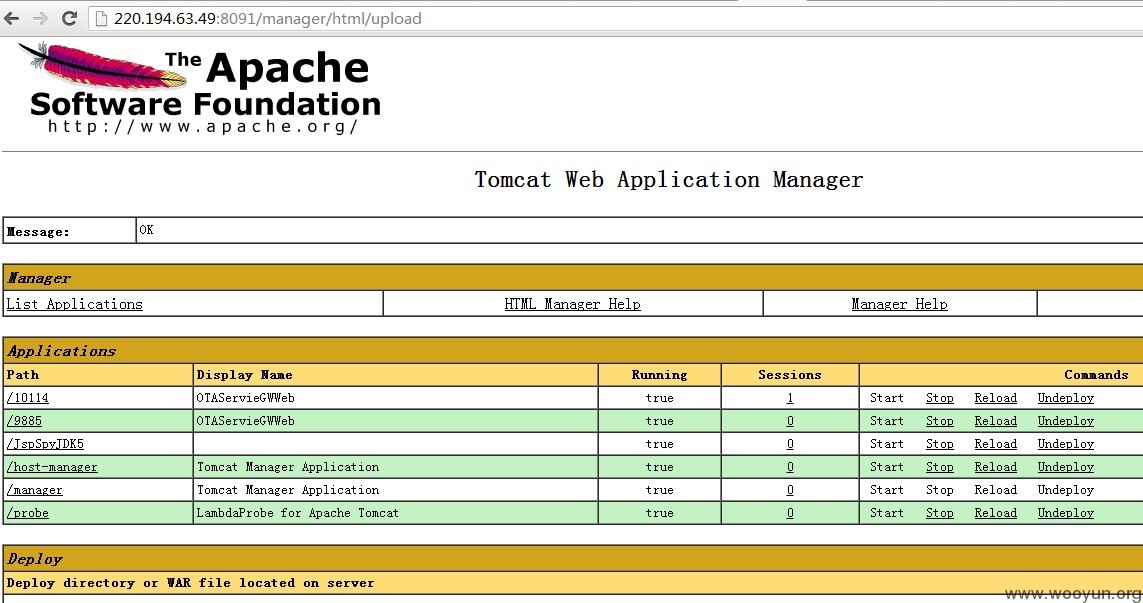 220.194.63.49:8091/manager/html/upload
The Apache
Software Foundation
http://www.apache.org/
Tomcat Web Application Manager
Message: OK
Manager
List Applications HTML Manager Help Manager Help
Applications
Path Display Name Running Sessions Commands
/10114 OTAServieGWWeb true 1 Start Stop Reload Undeploy
/9885 OTAServieGWWeb true 0 Start Stop Reload Undeploy
/JspSpyJDK5 true 0 Start Stop Reload Undeploy
/host-manager Tomcat Manager Application true 0 Start Stop Reload Undeploy
/manager Tomcat Manager Application true 0 Start Stop Reload Undeploy
/probe LambdaProbe for Apache Tomcat true 0 Start Stop Reload Undeploy
Deploy
Deploy directory or WAR file located on server
www.wooyun.org